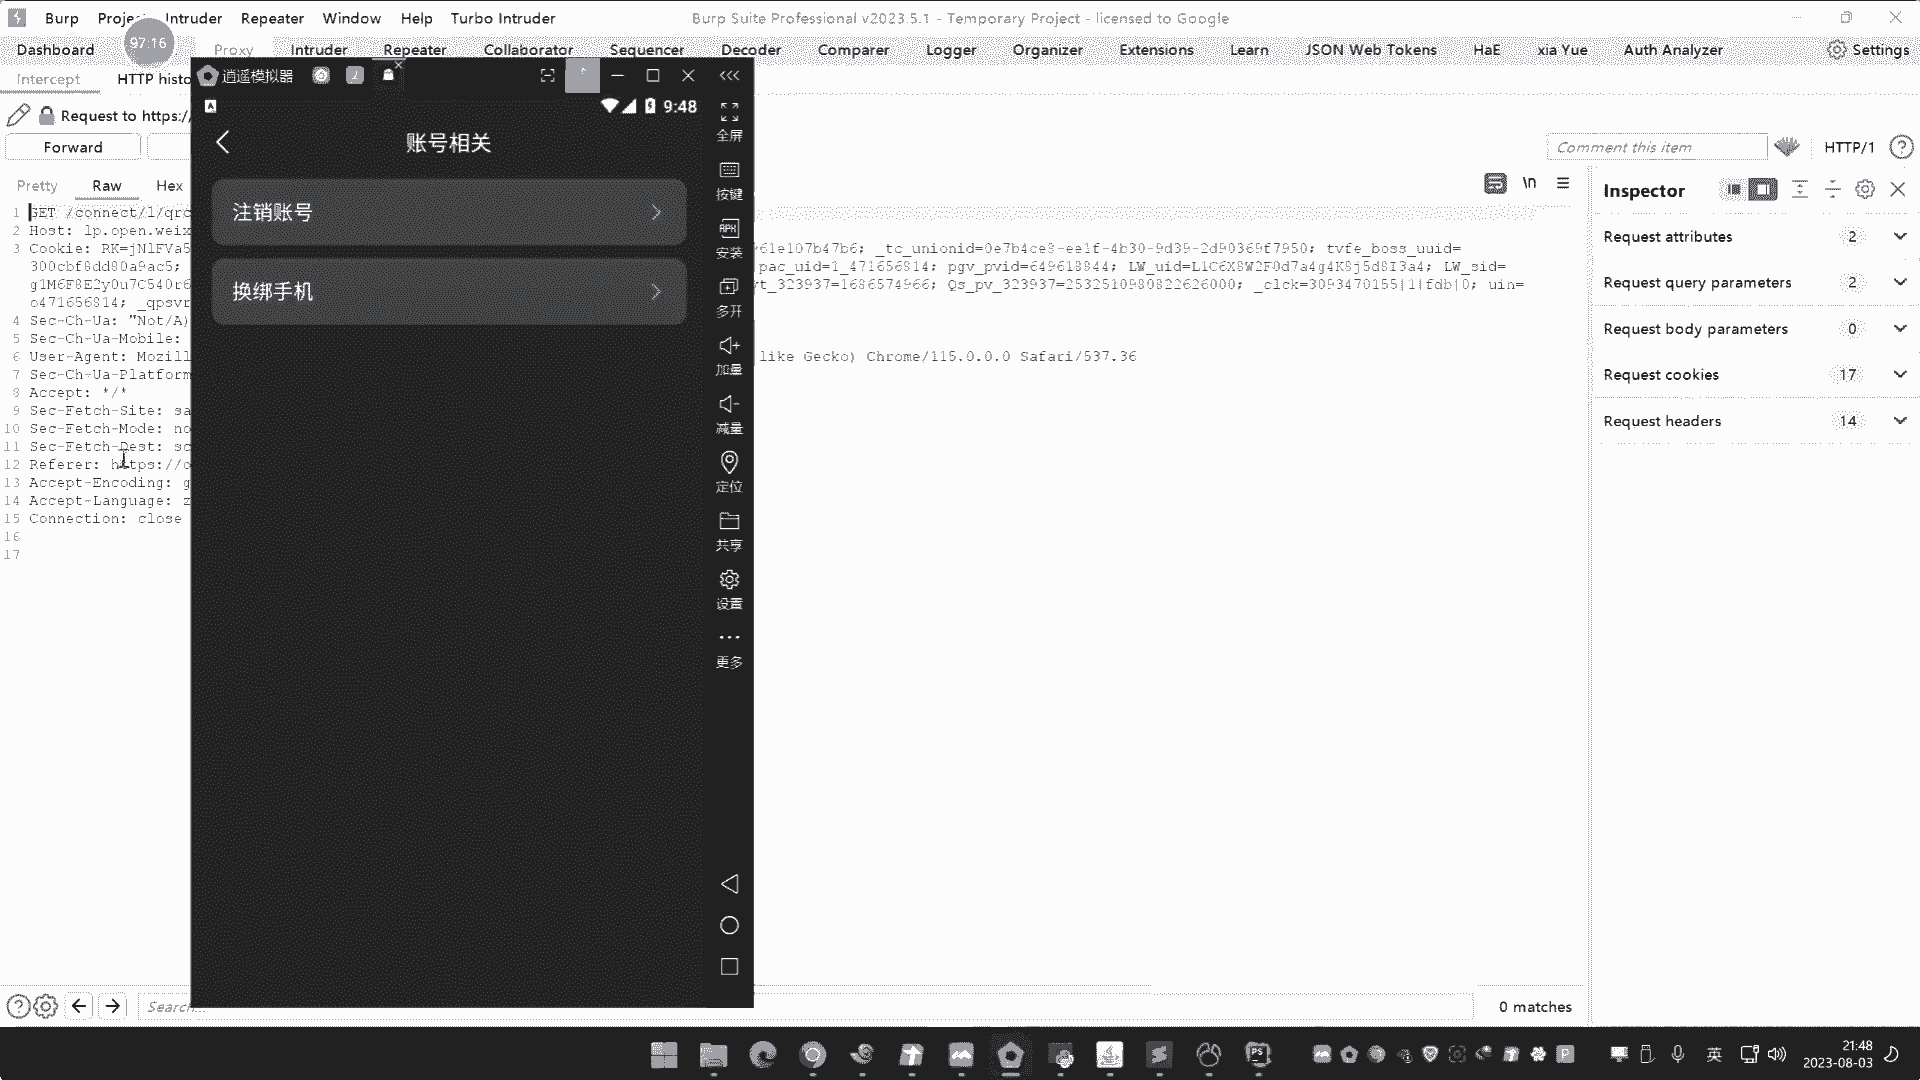 Burp Project Intruder Repeater Window Help Turbo Intruder
Burp Suite Professional v2023.5.1 - Temporary Project - licensed to Google
97:16
Dashboard Proxy Intruder Repeater Collaborator Sequencer Decoder Comparer Logger Organizer Extensions Learn JSON Web Tokens HaE xia Yue Auth Analyzer Settings
Intercept HTTP histo
Request to https:/
Forward
Comment this item
HTTP/1
Pretty Raw Hex
\n
Inspector
1 GET /connect/l/qrc
2 Host: lp.open.weix
3 Cookie: RK=jNlFVa5
61e107b47b6; _tc_unionid=0e7b4ce8-ee1f-4b30-9d39-2d90369f7950; tvfe_boss_uuid=
300cbf8dd80a9ac5;
pac_uid=1_471656814; pgv_pvid=649618844; LW_uid=L1C6X8W2F0d7a4g4K8j5d8I3a4; LW_sid=
g1M6F8E2y0u7C540r6
t_323937=1686574966; Qs_pv_323937=2532510980822626000; _clck=3093470155|1|fdb|0; uin=
o471656814; _qpsvr
4 Sec-Ch-Ua: "Not/A)
5 Sec-Ch-Ua-Mobile:
6 User-Agent: Mozill
like Gecko) Chrome/115.0.0.0 Safari/537.36
7 Sec-Ch-Ua-Platform
8 Accept: */*
9 Sec-Fetch-Site: sa
10 Sec-Fetch-Mode: no
11 Sec-Fetch-Dest: sc
12 Referer: https://o
13 Accept-Encoding: g
14 Accept-Language: z
15 Connection: close
16
17
Request attributes 2
Request query parameters 2
Request body parameters 0
Request cookies 17
Request headers 14
逍遥模拟器
9:48
账号相关
注销账号
换绑手机
全屏
按键
APK
安装
多开
加量
减量
定位
共享
设置
更多
Search...
0 matches
英
21:48
2023-08-03